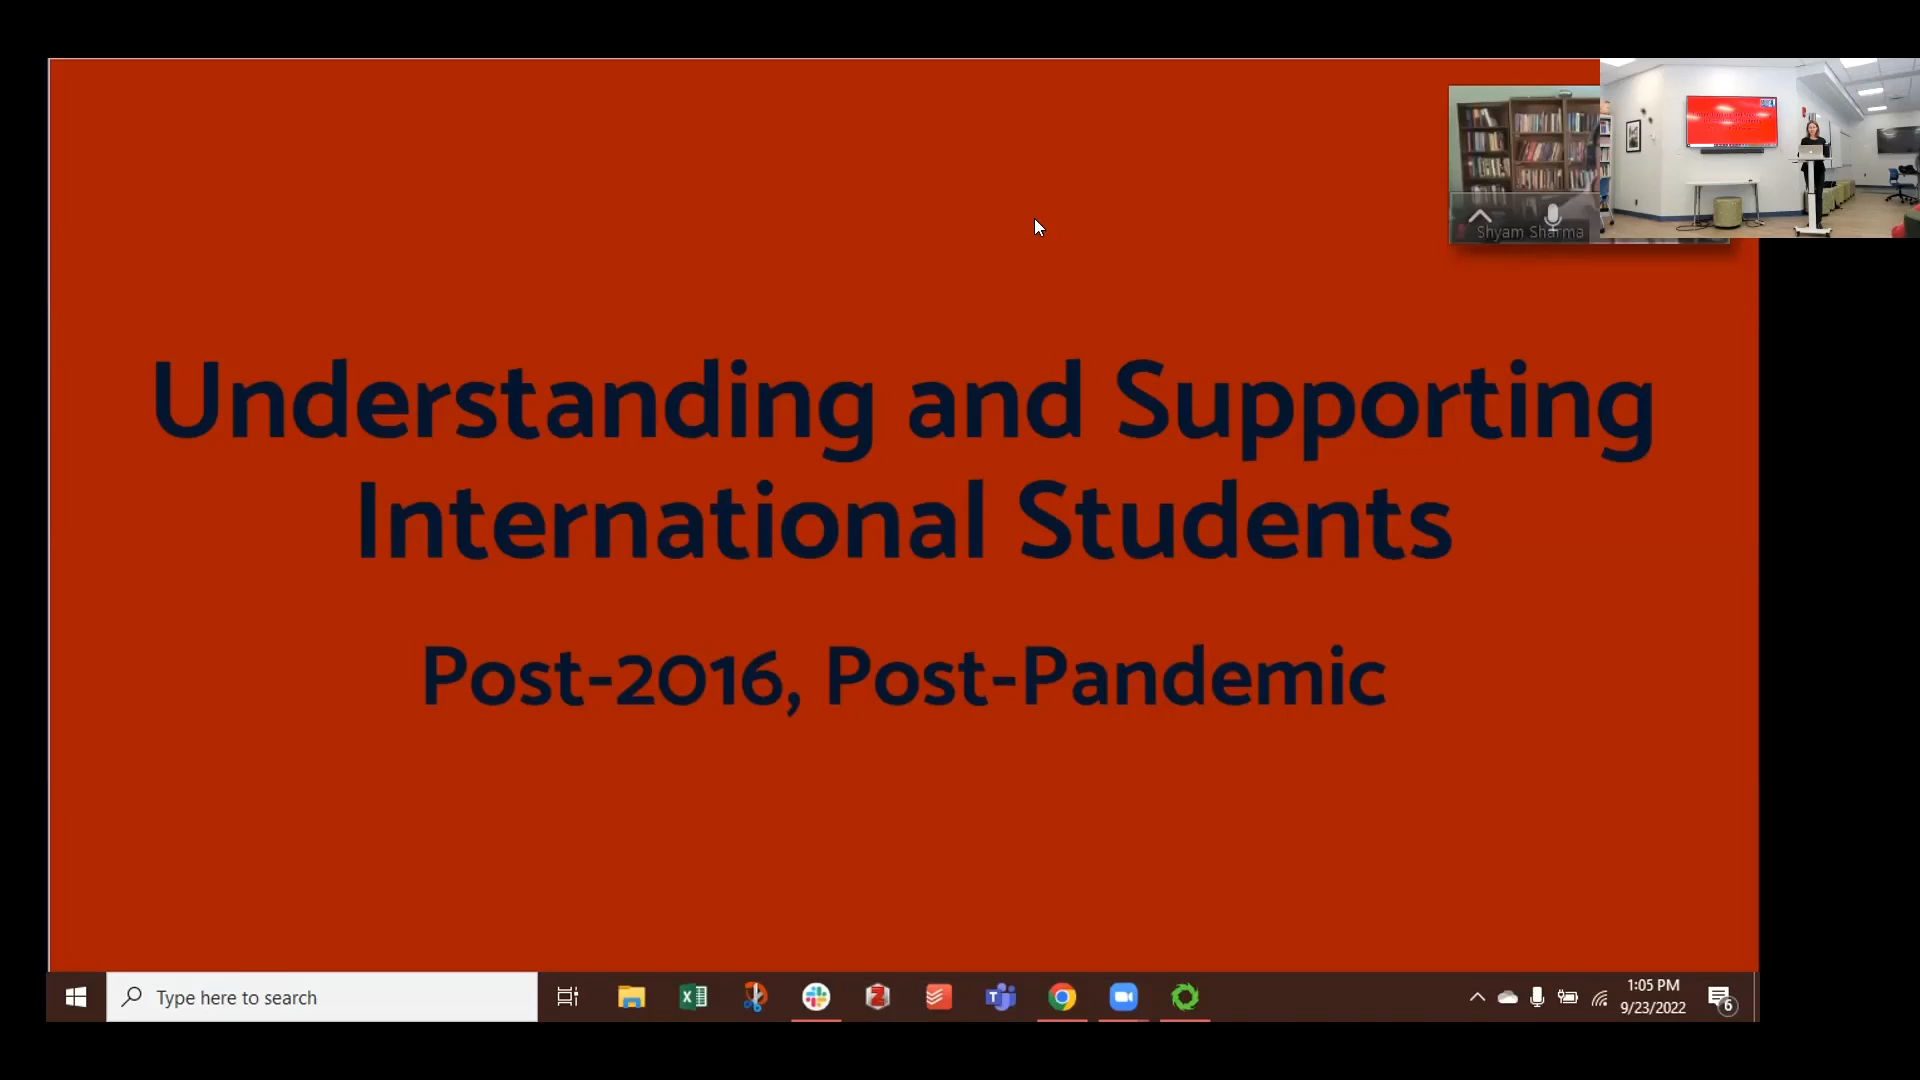 Shyam Sharma
Understanding and Supporting
International Students
Post-2016, Post-Pandemic
Type here to search
1:05 PM
9/23/2022
6